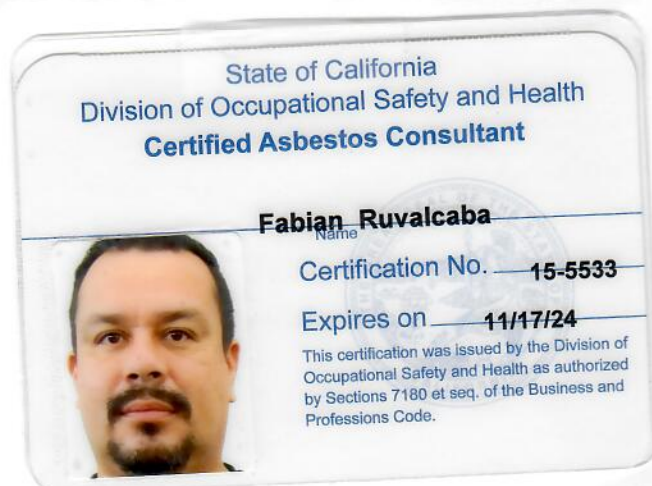 State of California
Division of Occupational Safety and Health
Certified Asbestos Consultant
Fabian Ruvalcaba
Name
Certification No. 15-5533
Expires on 11/17/24
This certification was issued by the Division of
Occupational Safety and Health as authorized
by Sections 7180 et seq. of the Business and
Professions Code.